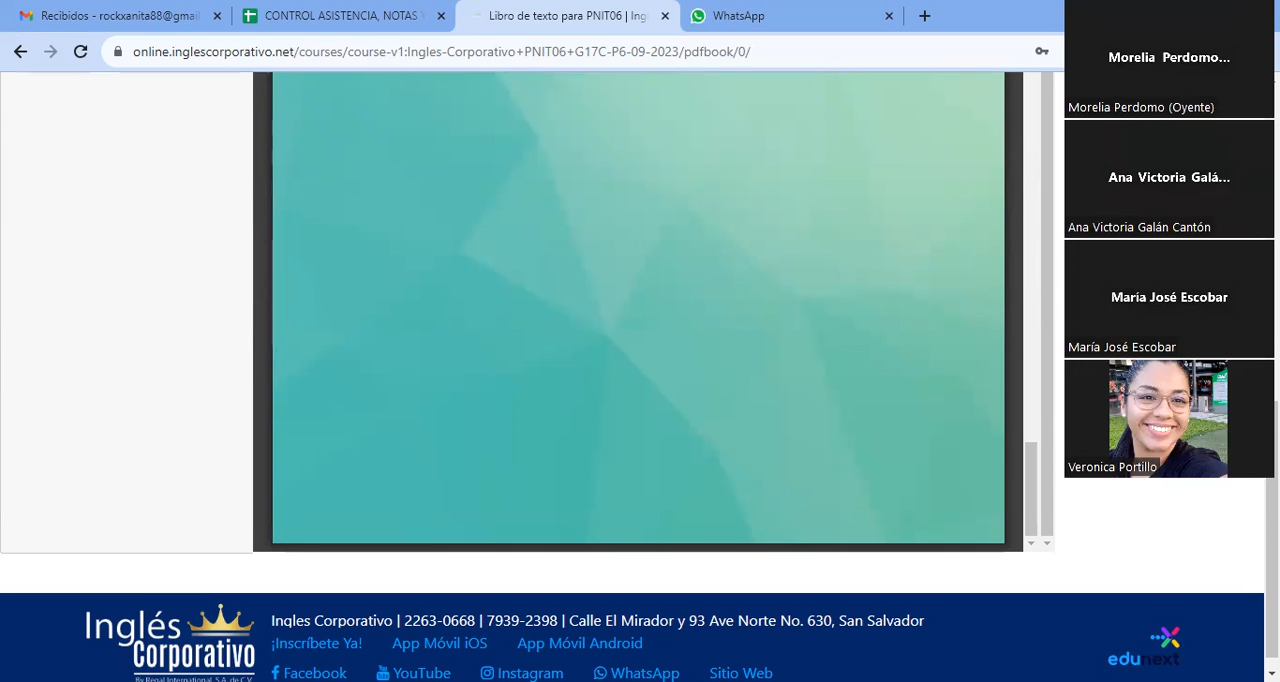 Recibidos - rockxanita88@gmail
CONTROL ASISTENCIA, NOTAS Y
Libro de texto para PNIT06 | Ing
WhatsApp
online.inglescorporativo.net/courses/course-v1:Ingles-Corporativo+PNIT06+G17C-P6-09-2023/pdfbook/0/
Morelia Perdomo...
Morelia Perdomo (Oyente)
Ana Victoria Galá...
Ana Victoria Galán Cantón
María José Escobar
María José Escobar
Veronica Portillo
Inglés
Corporativo
By Regal International, S.A. de C.V.
Ingles Corporativo | 2263-0668 | 7939-2398 | Calle El Mirador y 93 Ave Norte No. 630, San Salvador
¡Inscríbete Ya! App Móvil iOS App Móvil Android
Facebook YouTube Instagram WhatsApp Sitio Web
edunext